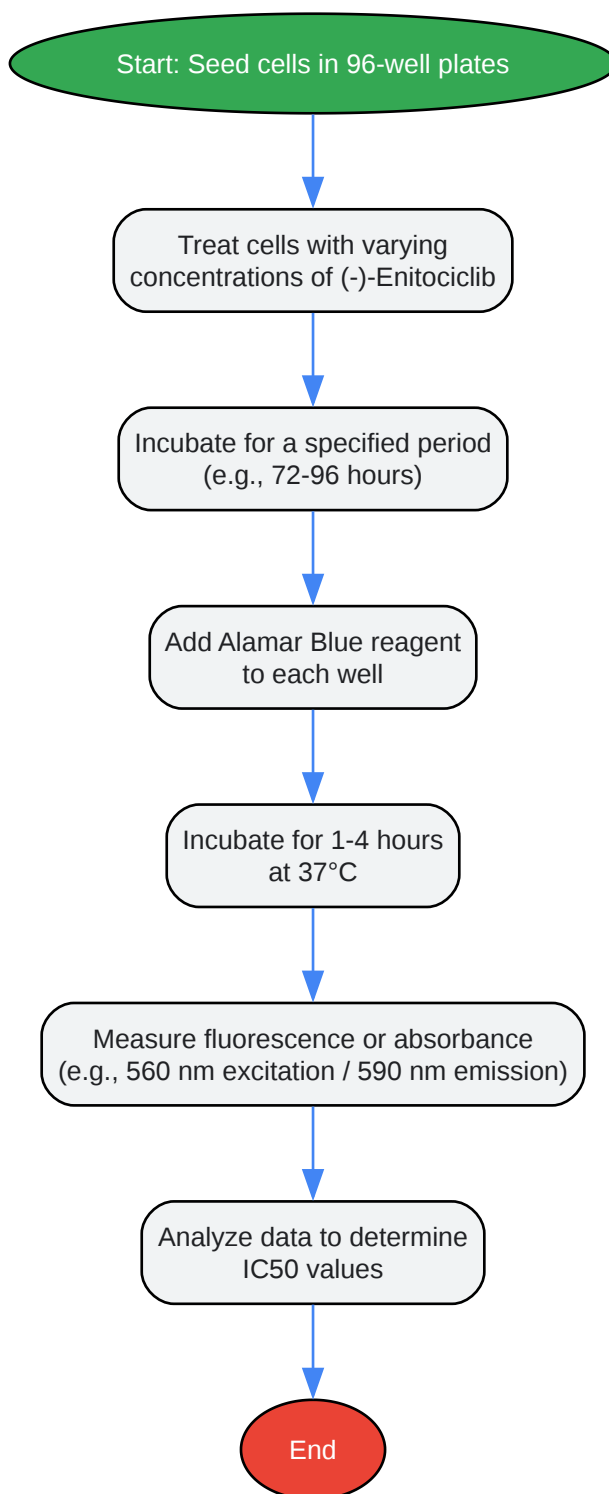 Start: Seed cells in 96-well plates
Treat cells with varying
concentrations of (-)-Enitociclib
Incubate for a specified period
(e.g., 72-96 hours)
Add Alamar Blue reagent
to each well
Incubate for 1-4 hours
at 37°C
Measure fluorescence or absorbance
(e.g., 560 nm excitation / 590 nm emission)
Analyze data to determine
IC50 values
End